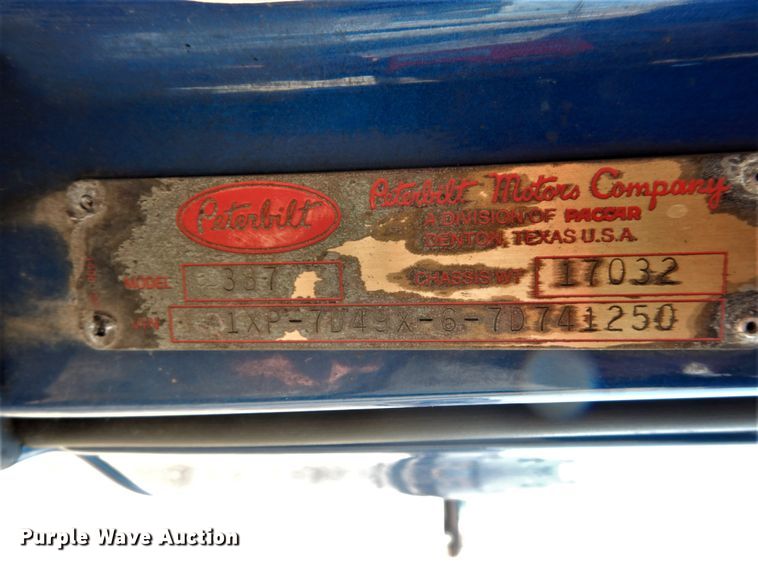 Peterbilt
Peterbilt Motors Company
A DIVISION OF PACCAR
DENTON, TEXAS U.S.A.
MODEL 387 CHASSIS WT 17032
VIN 1XP-7D49X-6-7D741250
Purple Wave Auction